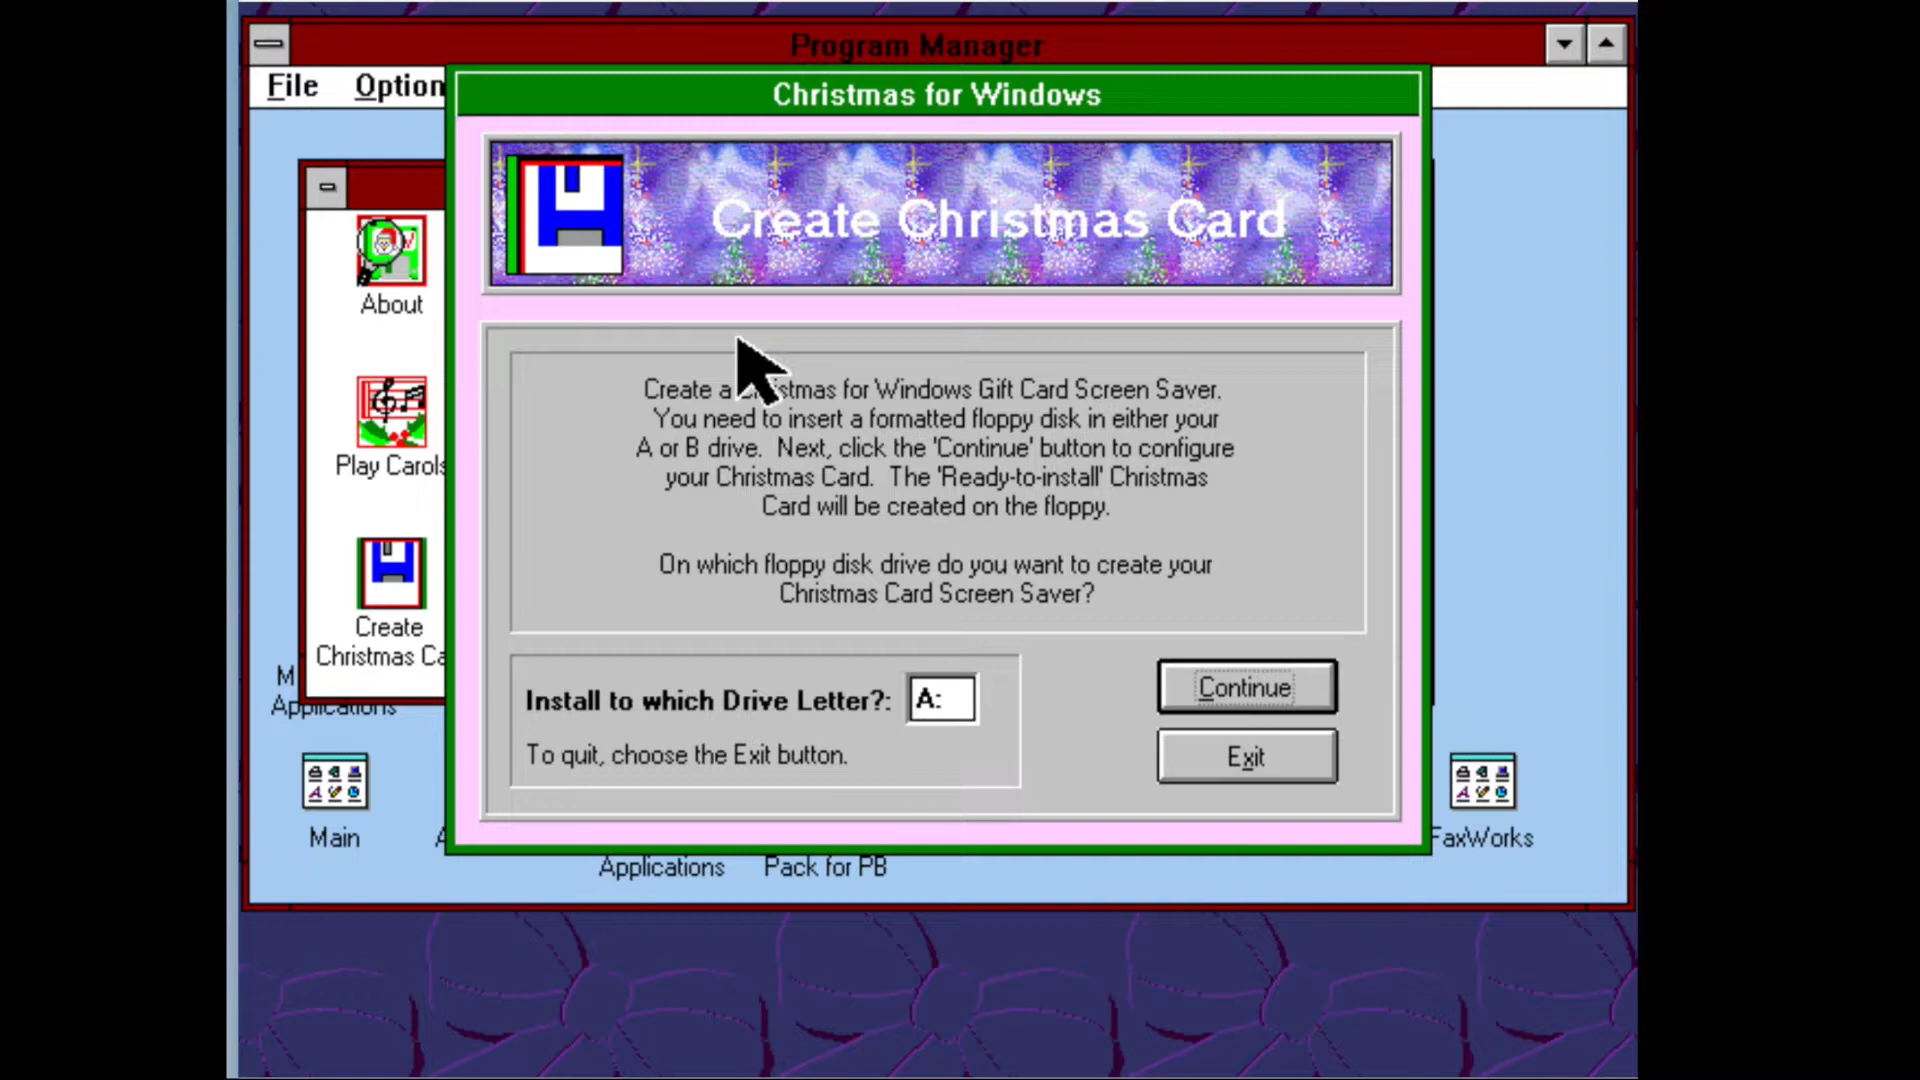 Program Manager
File Option
Christmas for Windows
Create Christmas Card
About
Create a istmas for Windows Gift Card Screen Saver.
You need to insert a formatted floppy disk in either your
A or B drive. Next, click the 'Continue' button to configure
your Christmas Card. The 'Ready-to-install' Christmas
Card will be created on the floppy.
Play Carols
On which floppy disk drive do you want to create your
Christmas Card Screen Saver?
Create
Christmas Ca
M
Applications
Install to which Drive Letter?: A:
Continue
To quit, choose the Exit button.
Exit
Main
A
FaxWorks
Applications
Pack for PB